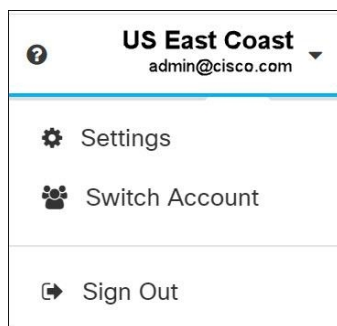 US East Coast
admin@cisco.com
Settings
Switch Account
Sign Out